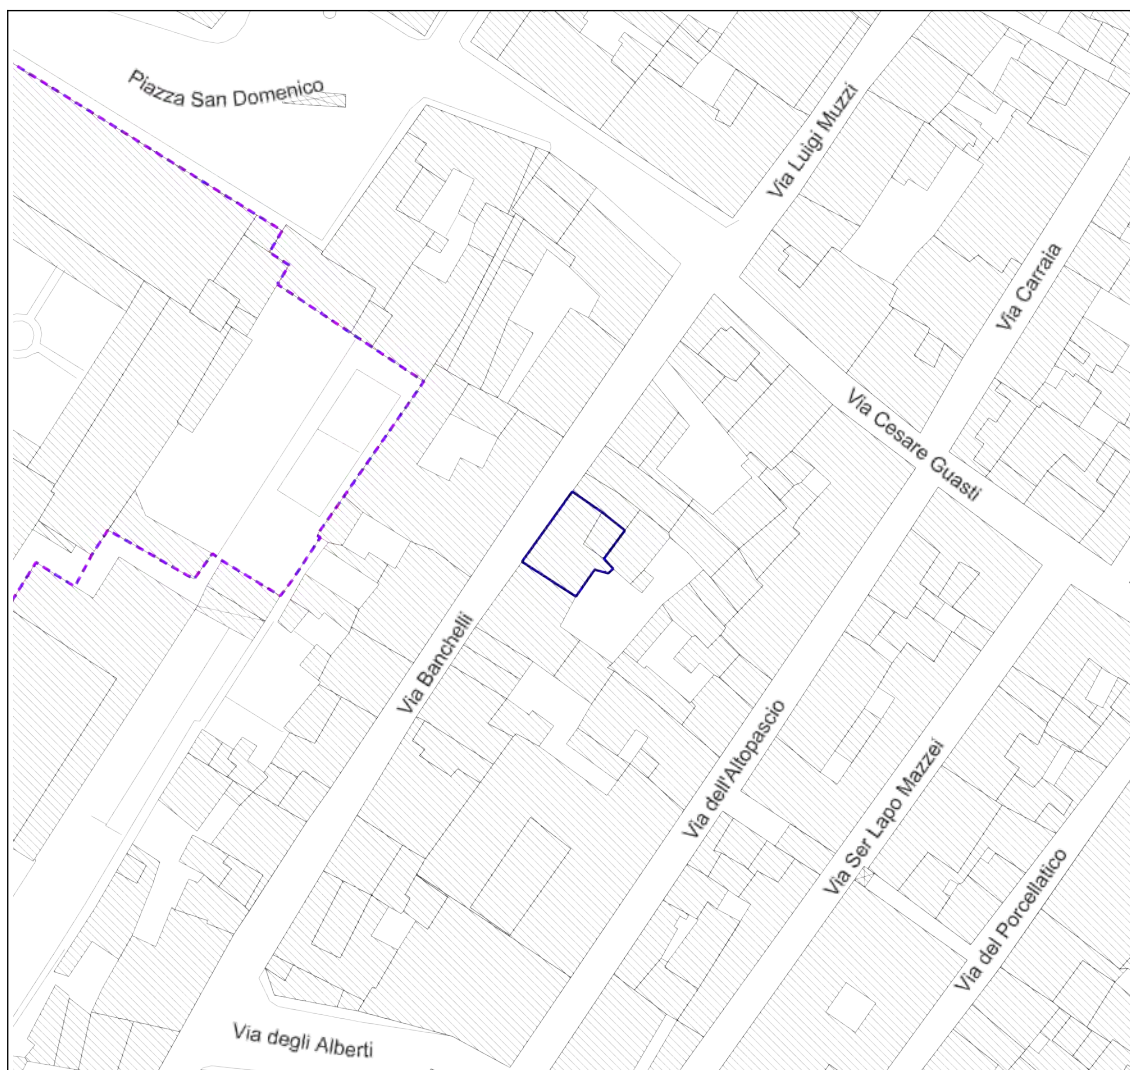 Piazza San Domenico
Via Luigi Muzzi
Via Carraia
Via Cesare Guasti
Via Banchelli
Via dell'Altopascio
Via Ser Lapo Mazzei
Via del Porcellatico
Via degli Alberti